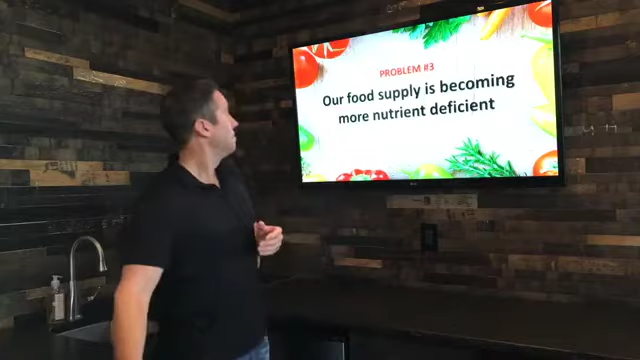 PROBLEM #3
Our food supply is becoming
more nutrient deficient